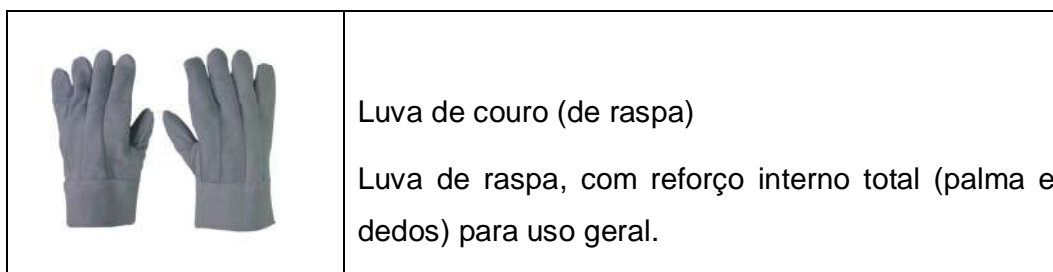 Luva de couro (de raspa)
Luva de raspa, com reforço interno total (palma e
dedos) para uso geral.